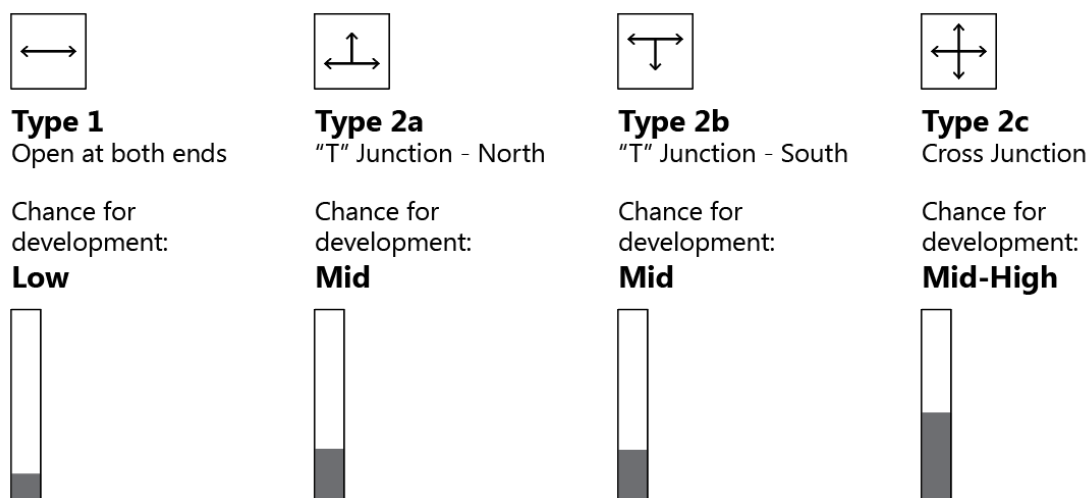 Type 1
Open at both ends
Chance for
development:
Low
Type 2a
“T” Junction - North
Chance for
development:
Mid
Type 2b
“T” Junction - South
Chance for
development:
Mid
Type 2c
Cross Junction
Chance for
development:
Mid-High